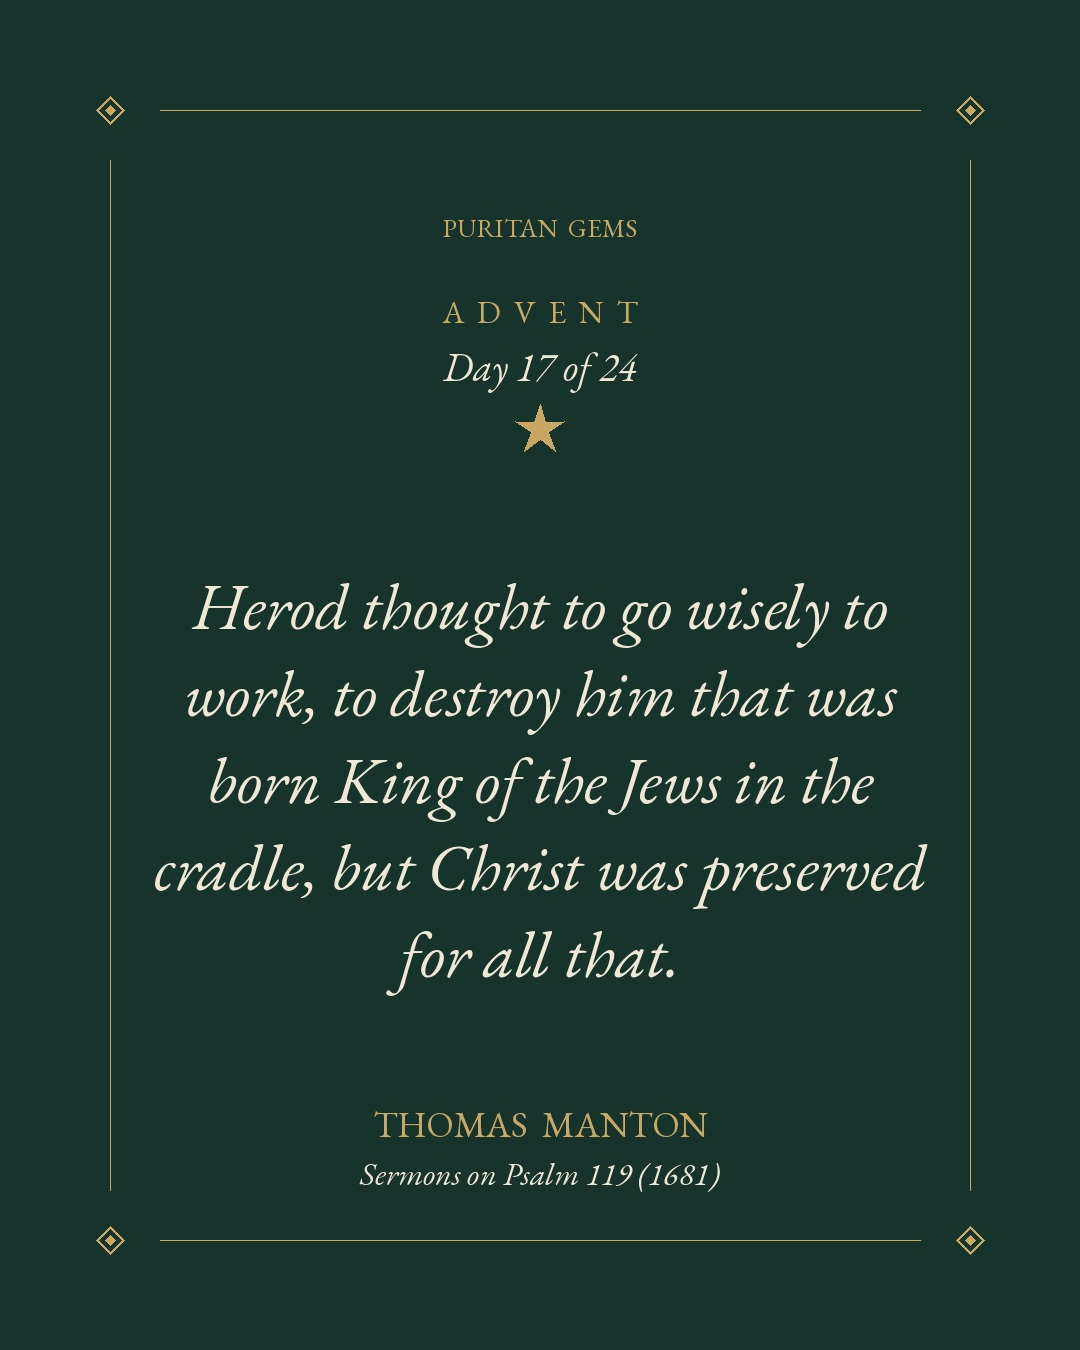 PURITAN GEMS
ADVENT
Day 17 of 24
Herod thought to go wisely to
work, to destroy him that was
born King of the Jews in the
cradle, but Christ was preserved
for all that.
THOMAS MANTON
Sermons on Psalm 119 (1681)